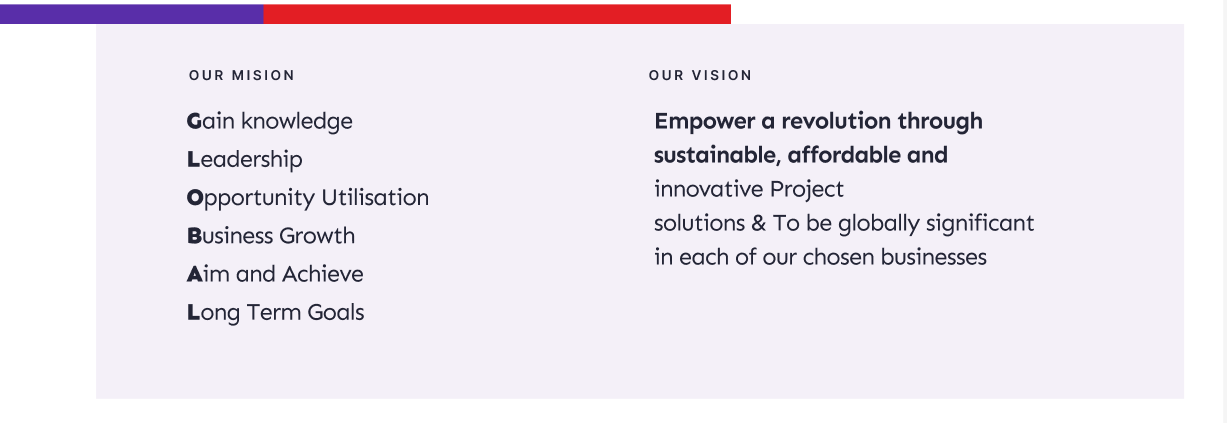 OUR MISION
Gain knowledge
Leadership
Opportunity Utilisation
Business Growth
Aim and Achieve
Long Term Goals
OUR VISION
Empower a revolution through
sustainable, affordable and
innovative Project
solutions & To be globally significant
in each of our chosen businesses